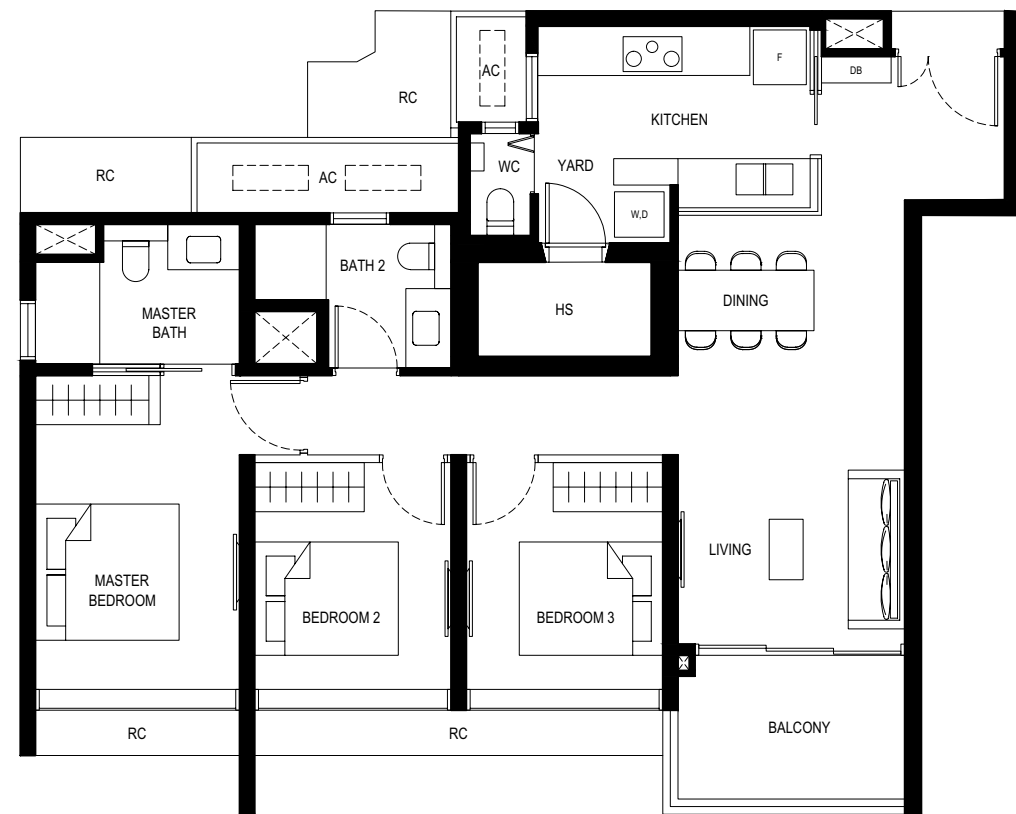 AC
F
DB
RC
KITCHEN
RC
AC
WC
YARD
W,D
BATH 2
MASTER
BATH
HS
DINING
LIVING
MASTER
BEDROOM
BEDROOM 2
BEDROOM 3
RC
RC
BALCONY